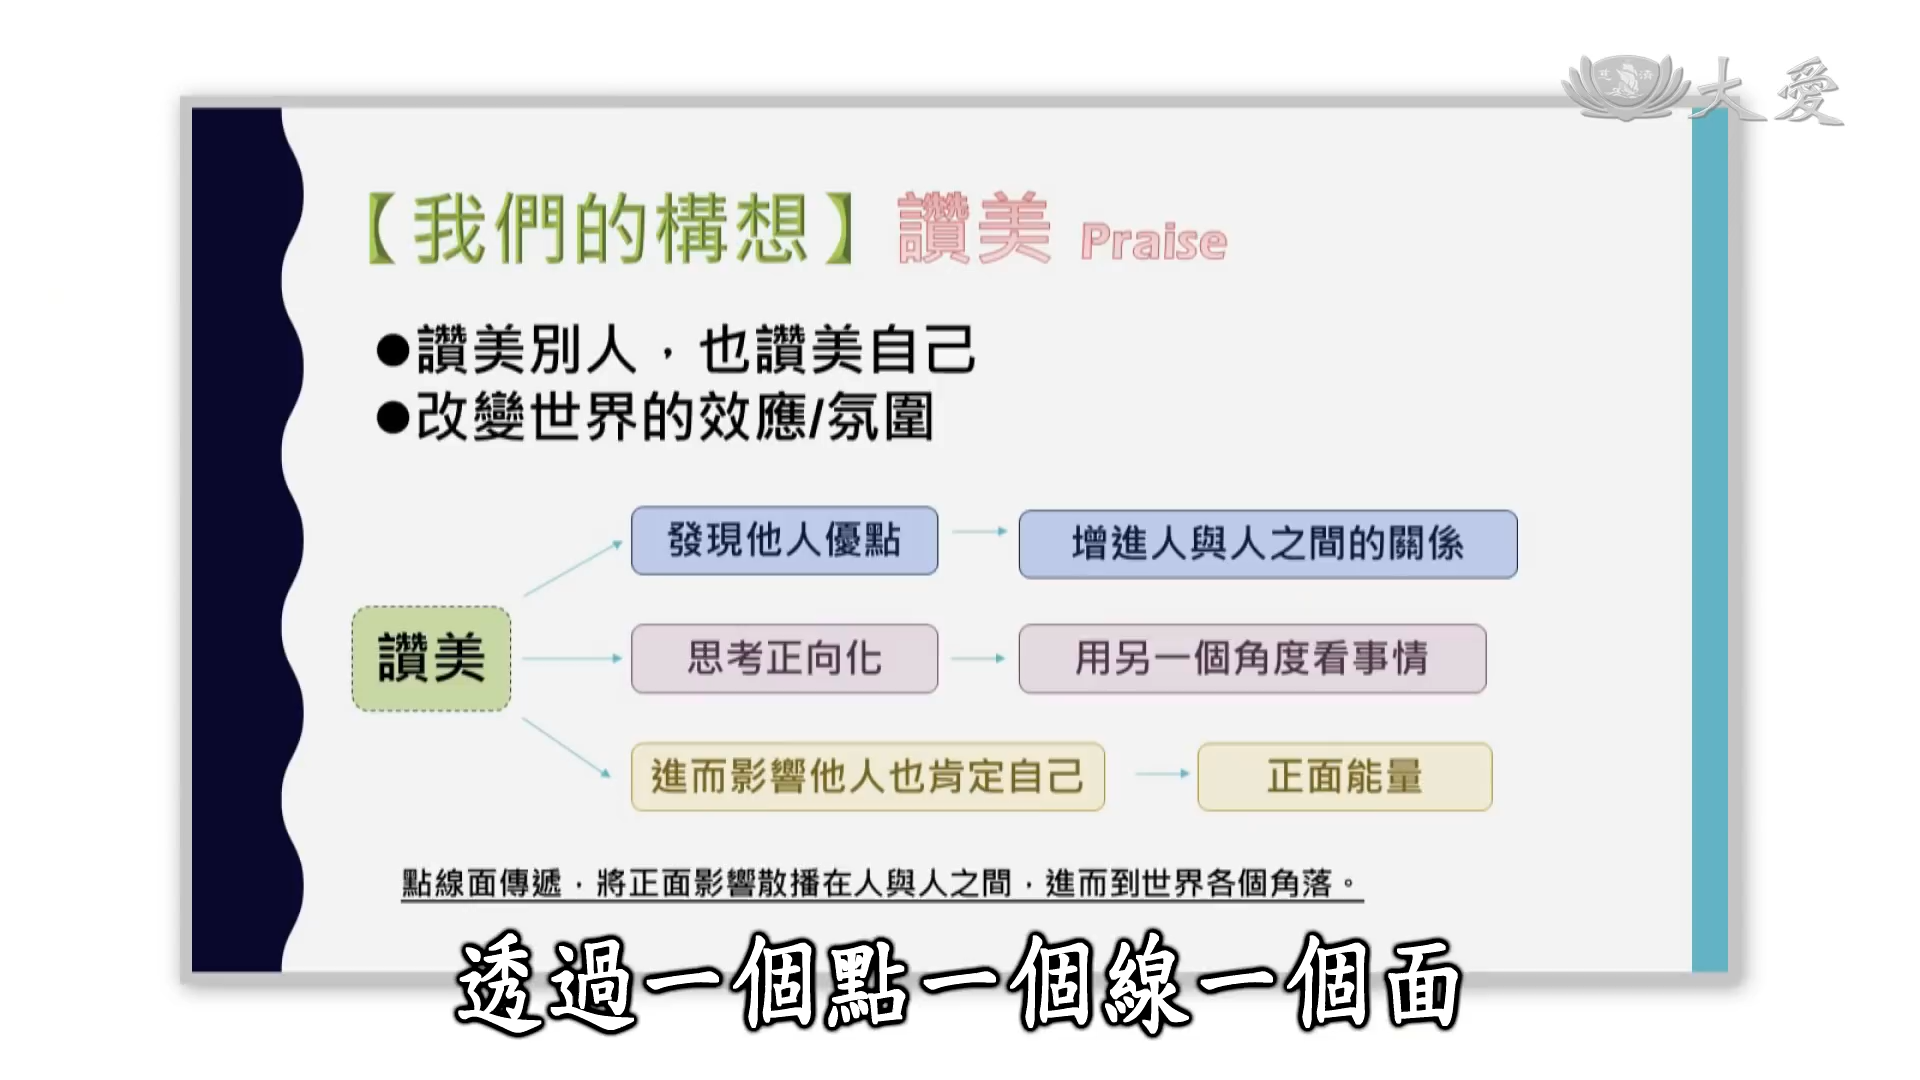 大愛
慈濟
【我們的構想】讚美 Praise
●讚美別人，也讚美自己
●改變世界的效應/氛圍
發現他人優點
增進人與人之間的關係
讚美
思考正向化
用另一個角度看事情
進而影響他人也肯定自己
正面能量
點線面傳遞，將正面影響散播在人與人之間，進而到世界各個角落。
透過一個點一個線一個面